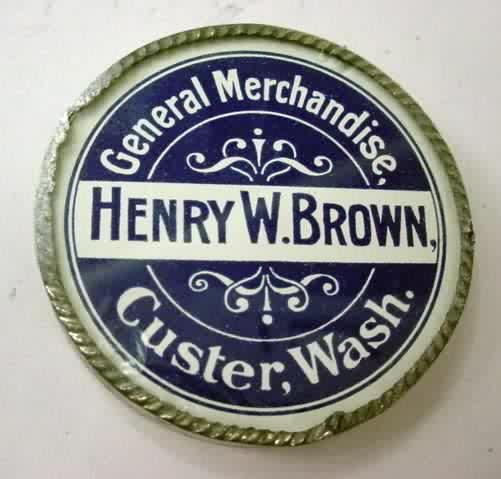 General Merchandise,
HENRY W. BROWN,
Custer, Wash.